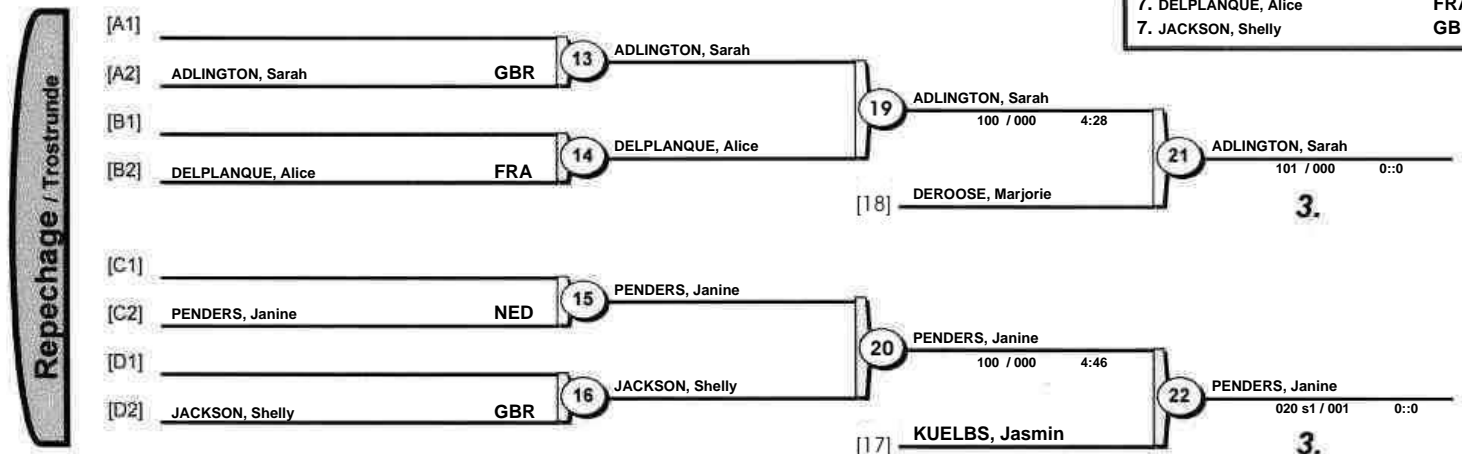 7. DELPLANQUE, Alice FRA
7. JACKSON, Shelly GB
Repechage / Trostrunde
[A1]
[A2] ADLINGTON, Sarah GBR
13 ADLINGTON, Sarah
[B1]
[B2] DELPLANQUE, Alice FRA
14 DELPLANQUE, Alice
19 ADLINGTON, Sarah
100 / 000 4:28
[18] DEROOSE, Marjorie
21 ADLINGTON, Sarah
101 / 000 0::0
3.
[C1]
[C2] PENDERS, Janine NED
15 PENDERS, Janine
[D1]
[D2] JACKSON, Shelly GBR
16 JACKSON, Shelly
20 PENDERS, Janine
100 / 000 4:46
[17] KUELBS, Jasmin
22 PENDERS, Janine
020 s1 / 001 0::0
3.